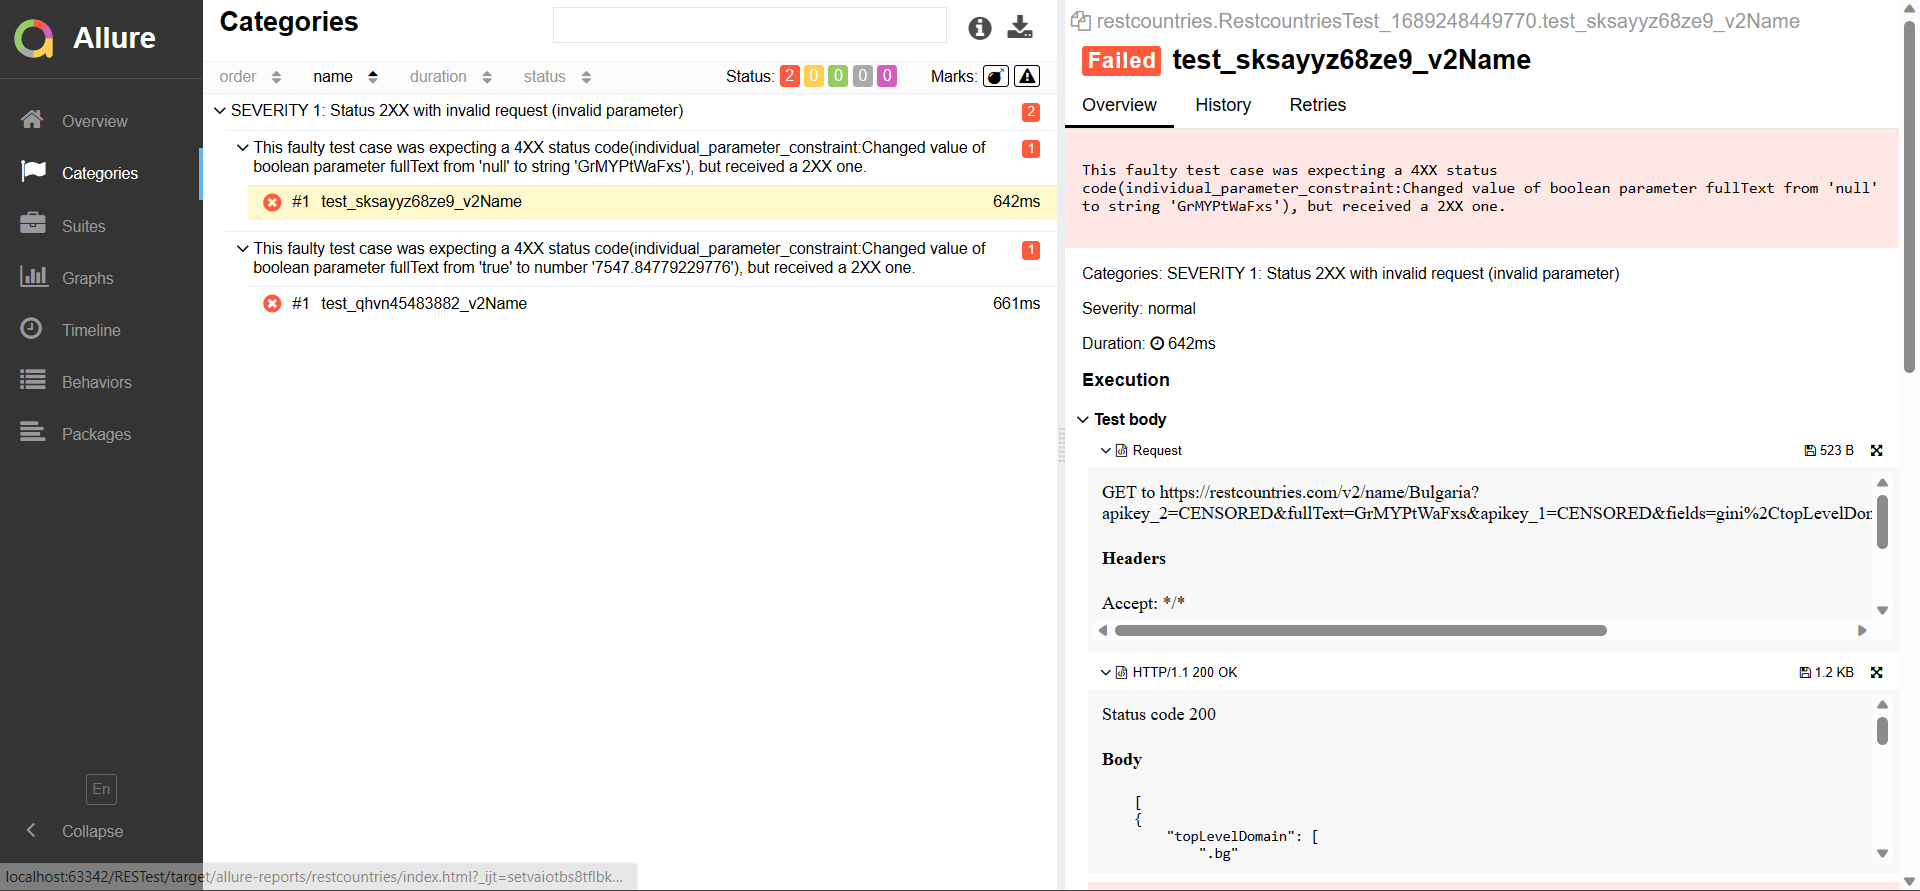 Allure
Overview
Categories
Suites
Graphs
Timeline
Behaviors
Packages
En
Collapse
Categories
order
name
duration
status
Status: 2 0 0 0 0
Marks:
SEVERITY 1: Status 2XX with invalid request (invalid parameter)
2
This faulty test case was expecting a 4XX status code(individual_parameter_constraint:Changed value of
boolean parameter fullText from 'null' to string 'GrMYPtWaFxs'), but received a 2XX one.
1
#1 test_sksayyz68ze9_v2Name
642ms
This faulty test case was expecting a 4XX status code(individual_parameter_constraint:Changed value of
boolean parameter fullText from 'true' to number '7547.84779229776'), but received a 2XX one.
1
#1 test_qhvn45483882_v2Name
661ms
localhost:63342/RESTest/target/allure-reports/restcountries/index.html?_ijt=setvaiotbs8tflbk...
restcountries.RestcountriesTest_1689248449770.test_sksayyz68ze9_v2Name
Failed test_sksayyz68ze9_v2Name
Overview
History
Retries
This faulty test case was expecting a 4XX status
code(individual_parameter_constraint:Changed value of boolean parameter fullText from 'null'
to string 'GrMYPtWaFxs'), but received a 2XX one.
Categories: SEVERITY 1: Status 2XX with invalid request (invalid parameter)
Severity: normal
Duration: 642ms
Execution
Test body
Request
523 B
GET to https://restcountries.com/v2/name/Bulgaria?
apikey_2=CENSORED&fullText=GrMYPtWaFxs&apikey_1=CENSORED&fields=gini%2CtopLevelDon
Headers
Accept: */*
HTTP/1.1 200 OK
1.2 KB
Status code 200
Body
[
{
"topLevelDomain": [
".bg"